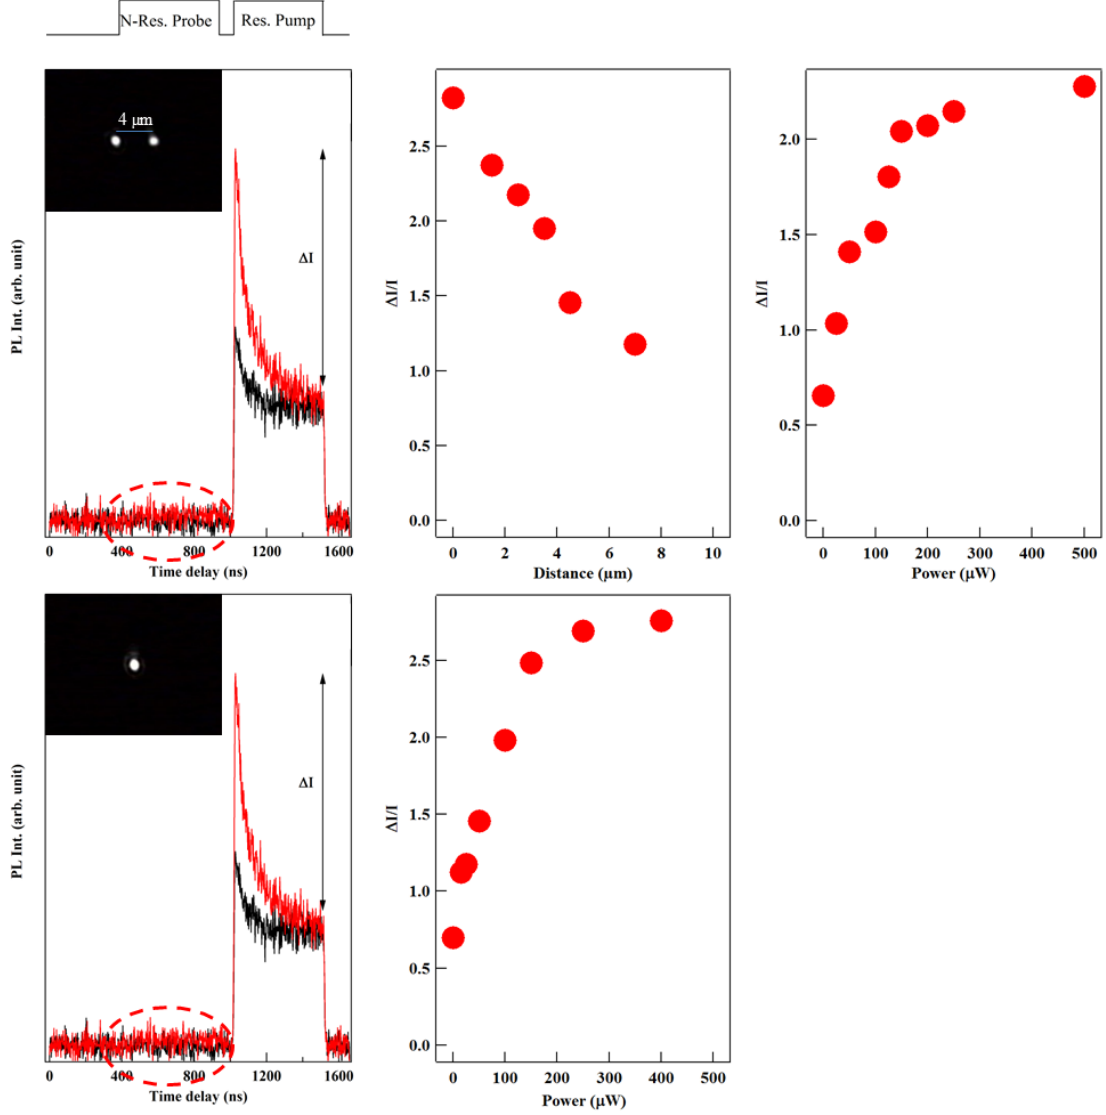 N-Res. Probe
Res. Pump
4 μm
ΔI
PL Int. (arb. unit)
0 400 800 1200 1600
Time delay (ns)
2.5
2.0
1.5
1.0
0.5
0.0
ΔI/I
0 2 4 6 8 10
Distance (μm)
2.0
1.5
1.0
0.5
0.0
ΔI/I
0 100 200 300 400 500
Power (μW)
ΔI
PL Int. (arb. unit)
0 400 800 1200 1600
Time delay (ns)
2.5
2.0
1.5
1.0
0.5
0.0
ΔI/I
0 100 200 300 400 500
Power (μW)